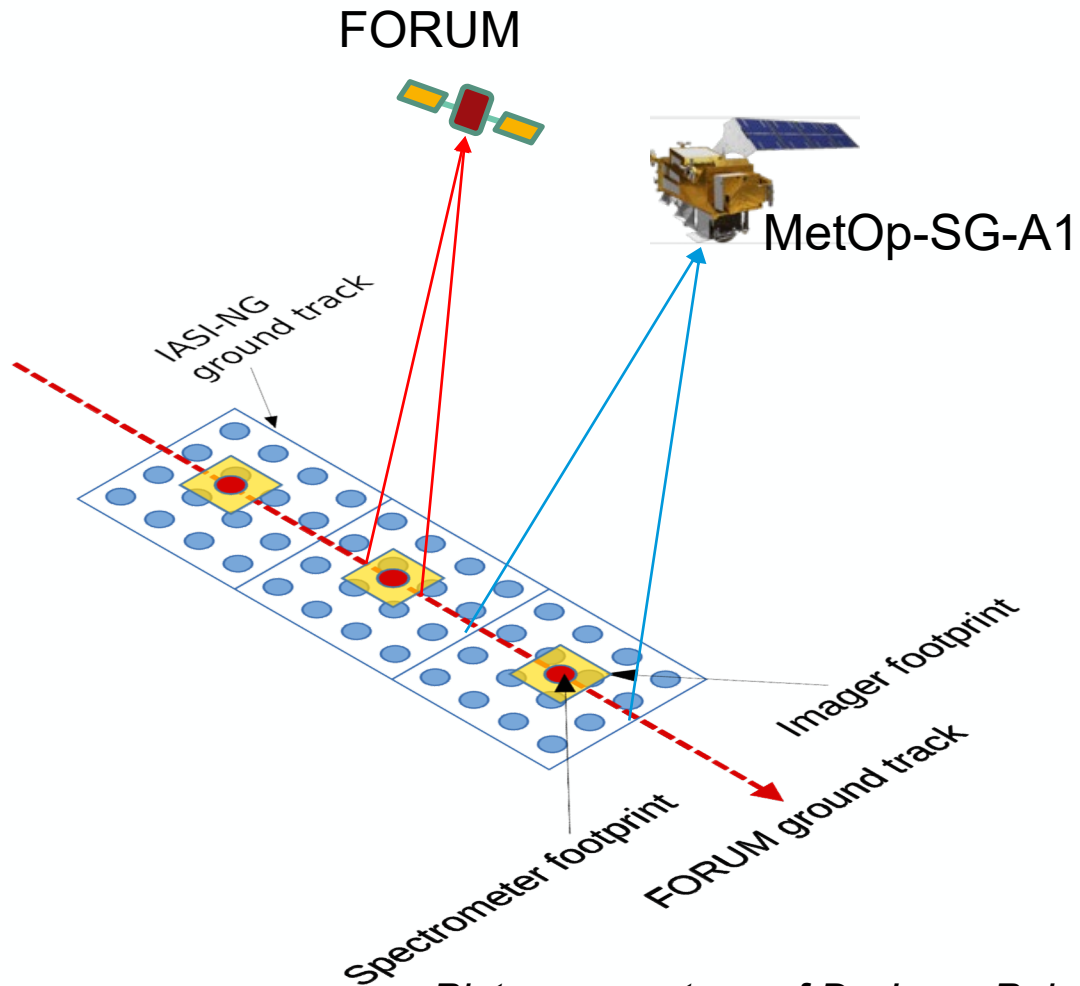 FORUM
MetOp-SG-A1
IASI-NG
ground track
Imager footprint
FORUM ground track
Spectrometer footprint